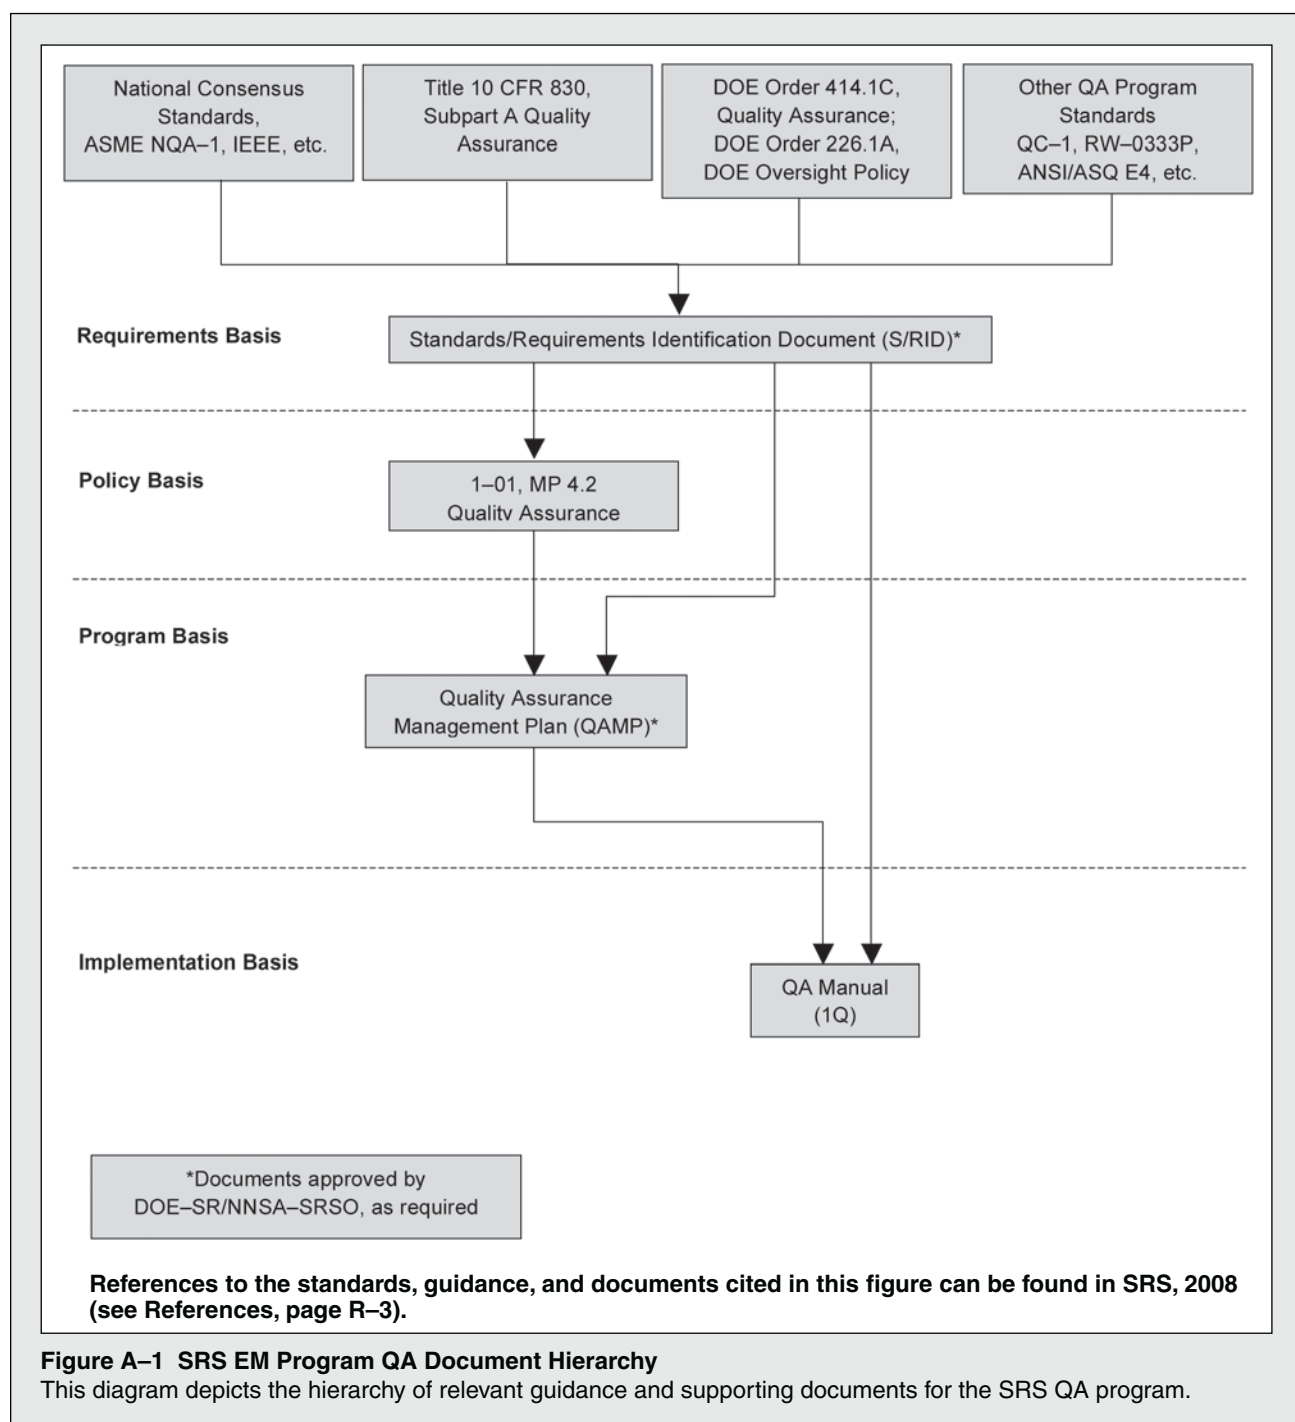 National Consensus
Standards,
ASME NQA–1, IEEE, etc.
Title 10 CFR 830,
Subpart A Quality
Assurance
DOE Order 414.1C,
Quality Assurance;
DOE Order 226.1A,
DOE Oversight Policy
Other QA Program
Standards
QC–1, RW–0333P,
ANSI/ASQ E4, etc.
Requirements Basis
Standards/Requirements Identification Document (S/RID)*
Policy Basis
1–01, MP 4.2
Quality Assurance
Program Basis
Quality Assurance
Management Plan (QAMP)*
Implementation Basis
QA Manual
(1Q)
*Documents approved by
DOE–SR/NNSA–SRSO, as required
References to the standards, guidance, and documents cited in this figure can be found in SRS, 2008
(see References, page R–3).
Figure A–1 SRS EM Program QA Document Hierarchy
This diagram depicts the hierarchy of relevant guidance and supporting documents for the SRS QA program.